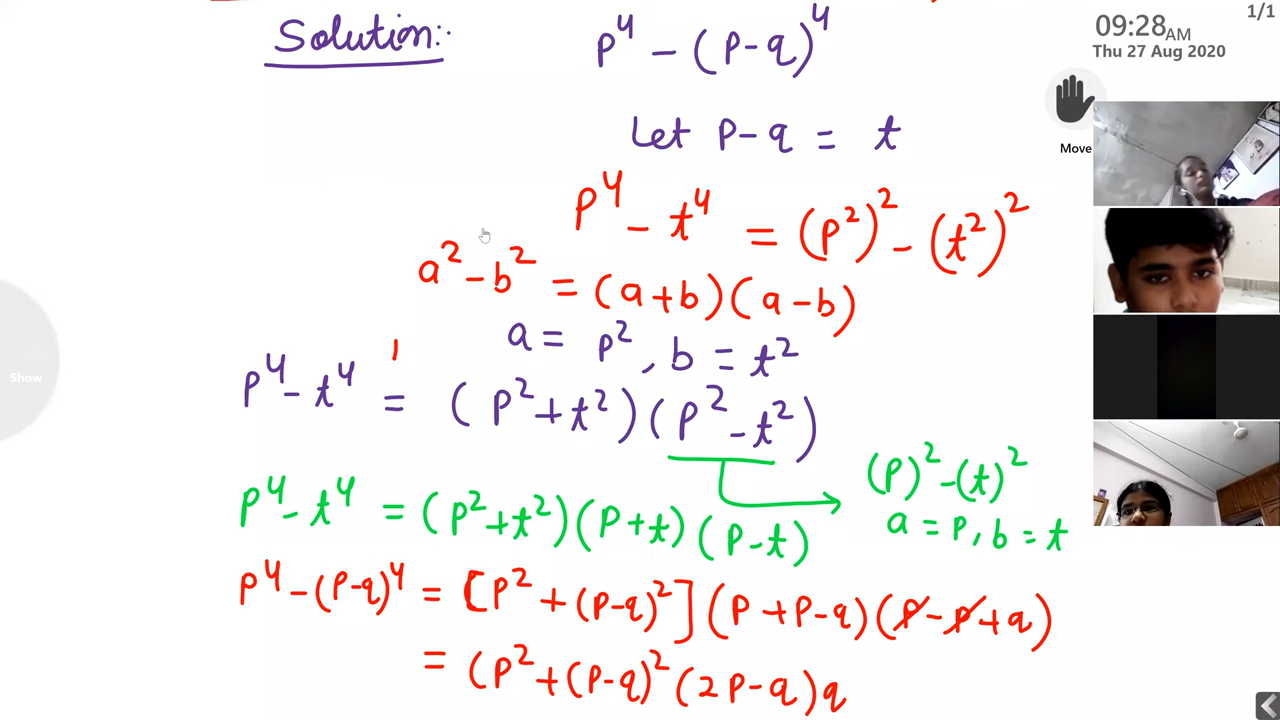 1/1
09:28AM
Thu 27 Aug 2020
Move
Show
Solution:·
p⁴ - (p-q)⁴
Let p-q = t
p⁴ - t⁴ = (p²)² - (t²)²
a² - b² = (a+b)(a-b)
a = p², b = t²
p⁴ - t⁴ = (p²+t²)(p²-t²)
(p)² - (t)²
a = p, b = t
p⁴ - t⁴ = (p²+t²)(p+t)(p-t)
p⁴ - (p-q)⁴ = [p² + (p-q)²](p+p-q)(p-p+q)
= (p² + (p-q)² (2p-q)q